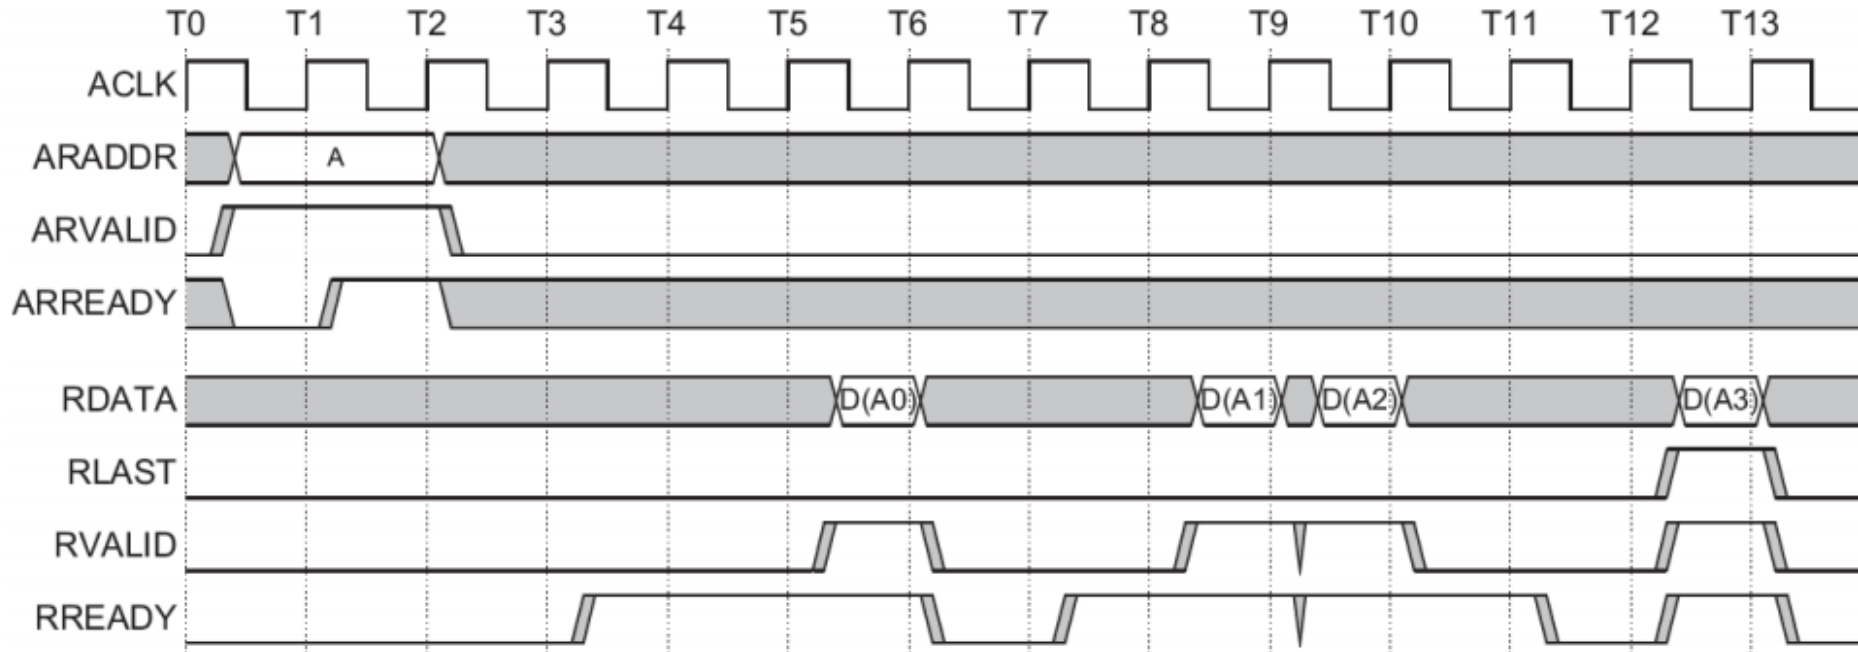 T0 T1 T2 T3 T4 T5 T6 T7 T8 T9 T10 T11 T12 T13
ACLK
ARADDR A
ARVALID
ARREADY
RDATA D(A0) D(A1) D(A2) D(A3)
RLAST
RVALID
RREADY